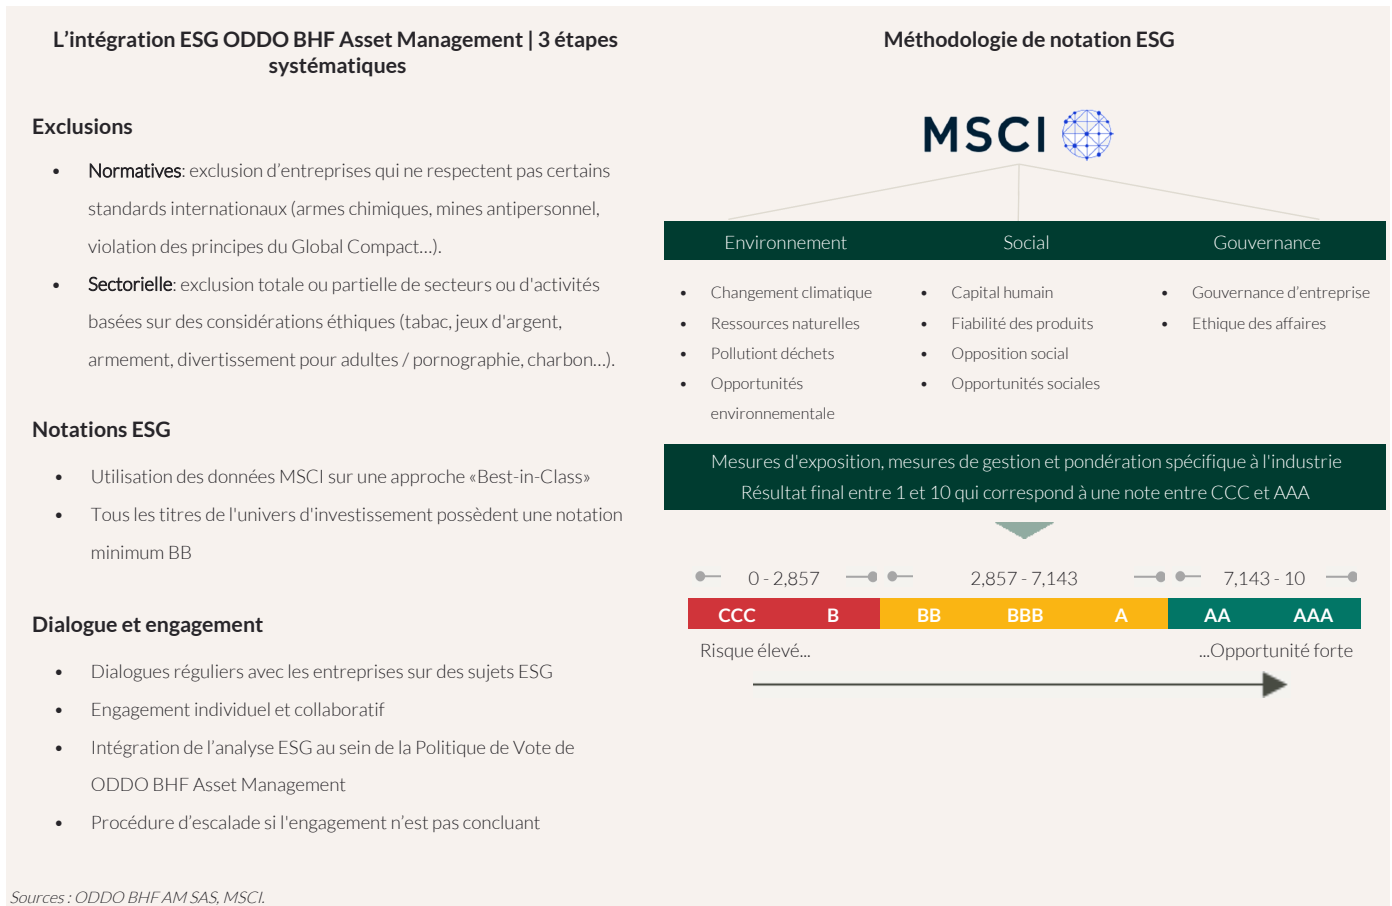 L’intégration ESG ODDO BHF Asset Management | 3 étapes
systématiques
Exclusions
• Normatives: exclusion d’entreprises qui ne respectent pas certains
standards internationaux (armes chimiques, mines antipersonnel,
violation des principes du Global Compact…).
• Sectorielle: exclusion totale ou partielle de secteurs ou d'activités
basées sur des considérations éthiques (tabac, jeux d'argent,
armement, divertissement pour adultes / pornographie, charbon…).
Notations ESG
• Utilisation des données MSCI sur une approche «Best-in-Class»
• Tous les titres de l'univers d'investissement possèdent une notation
minimum BB
Dialogue et engagement
• Dialogues réguliers avec les entreprises sur des sujets ESG
• Engagement individuel et collaboratif
• Intégration de l’analyse ESG au sein de la Politique de Vote de
ODDO BHF Asset Management
• Procédure d’escalade si l'engagement n’est pas concluant
Méthodologie de notation ESG
MSCI
Environnement Social Gouvernance
• Changement climatique
• Ressources naturelles
• Pollutiont déchets
• Opportunités
environnementale
• Capital humain
• Fiabilité des produits
• Opposition social
• Opportunités sociales
• Gouvernance d’entreprise
• Ethique des affaires
Mesures d'exposition, mesures de gestion et pondération spécifique à l'industrie
Résultat final entre 1 et 10 qui correspond à une note entre CCC et AAA
0 - 2,857 2,857 - 7,143 7,143 - 10
CCC B BB BBB A AA AAA
Risque élevé... ...Opportunité forte
Sources : ODDO BHF AM SAS, MSCI.